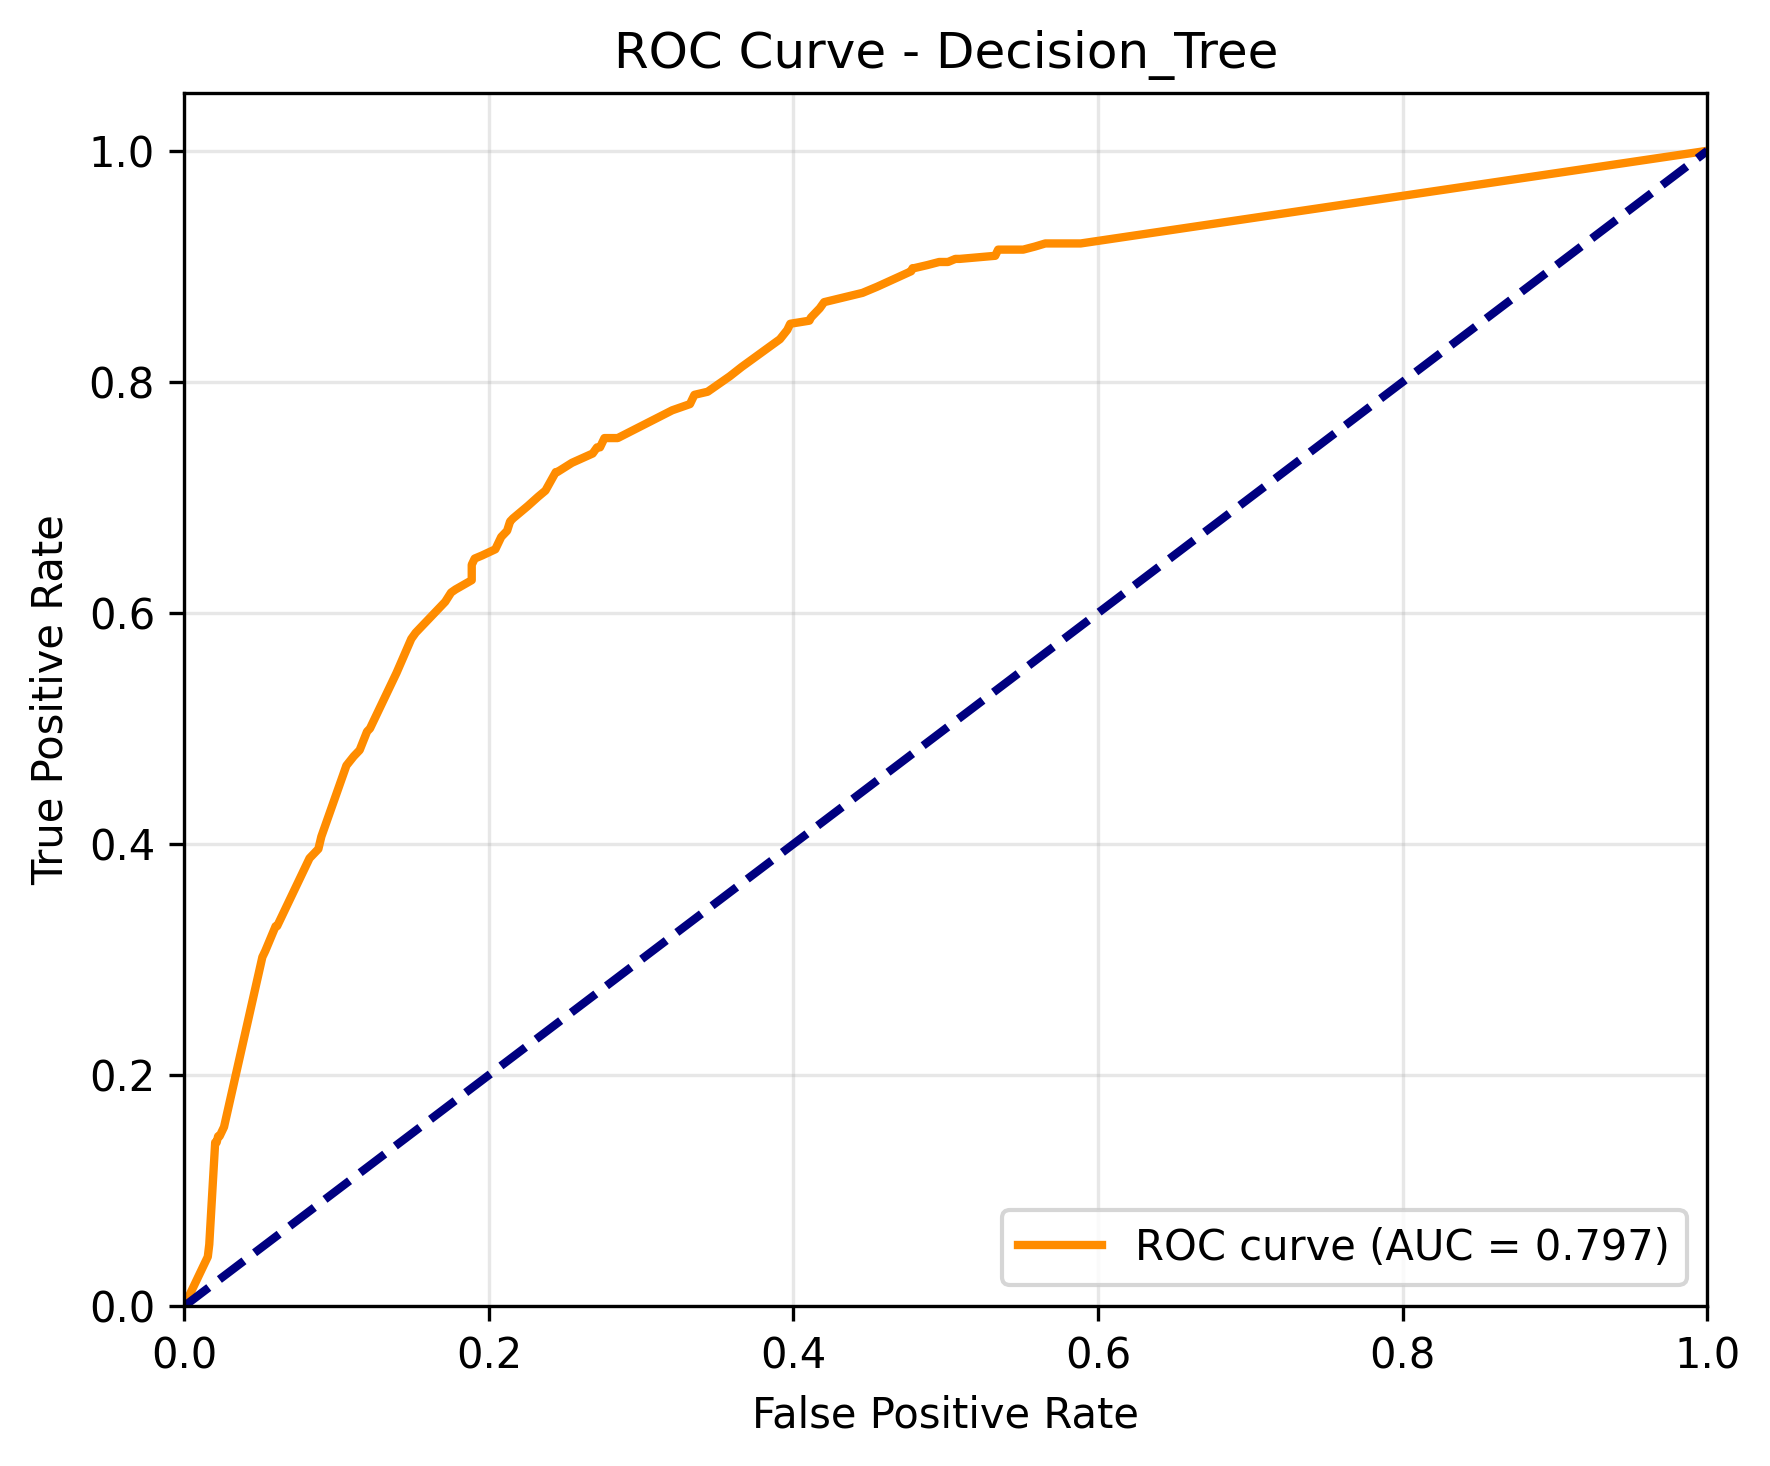 ROC Curve - Decision_Tree
True Positive Rate
1.0
0.8
0.6
0.4
0.2
0.0
0.0 0.2 0.4 0.6 0.8 1.0
False Positive Rate
ROC curve (AUC = 0.797)